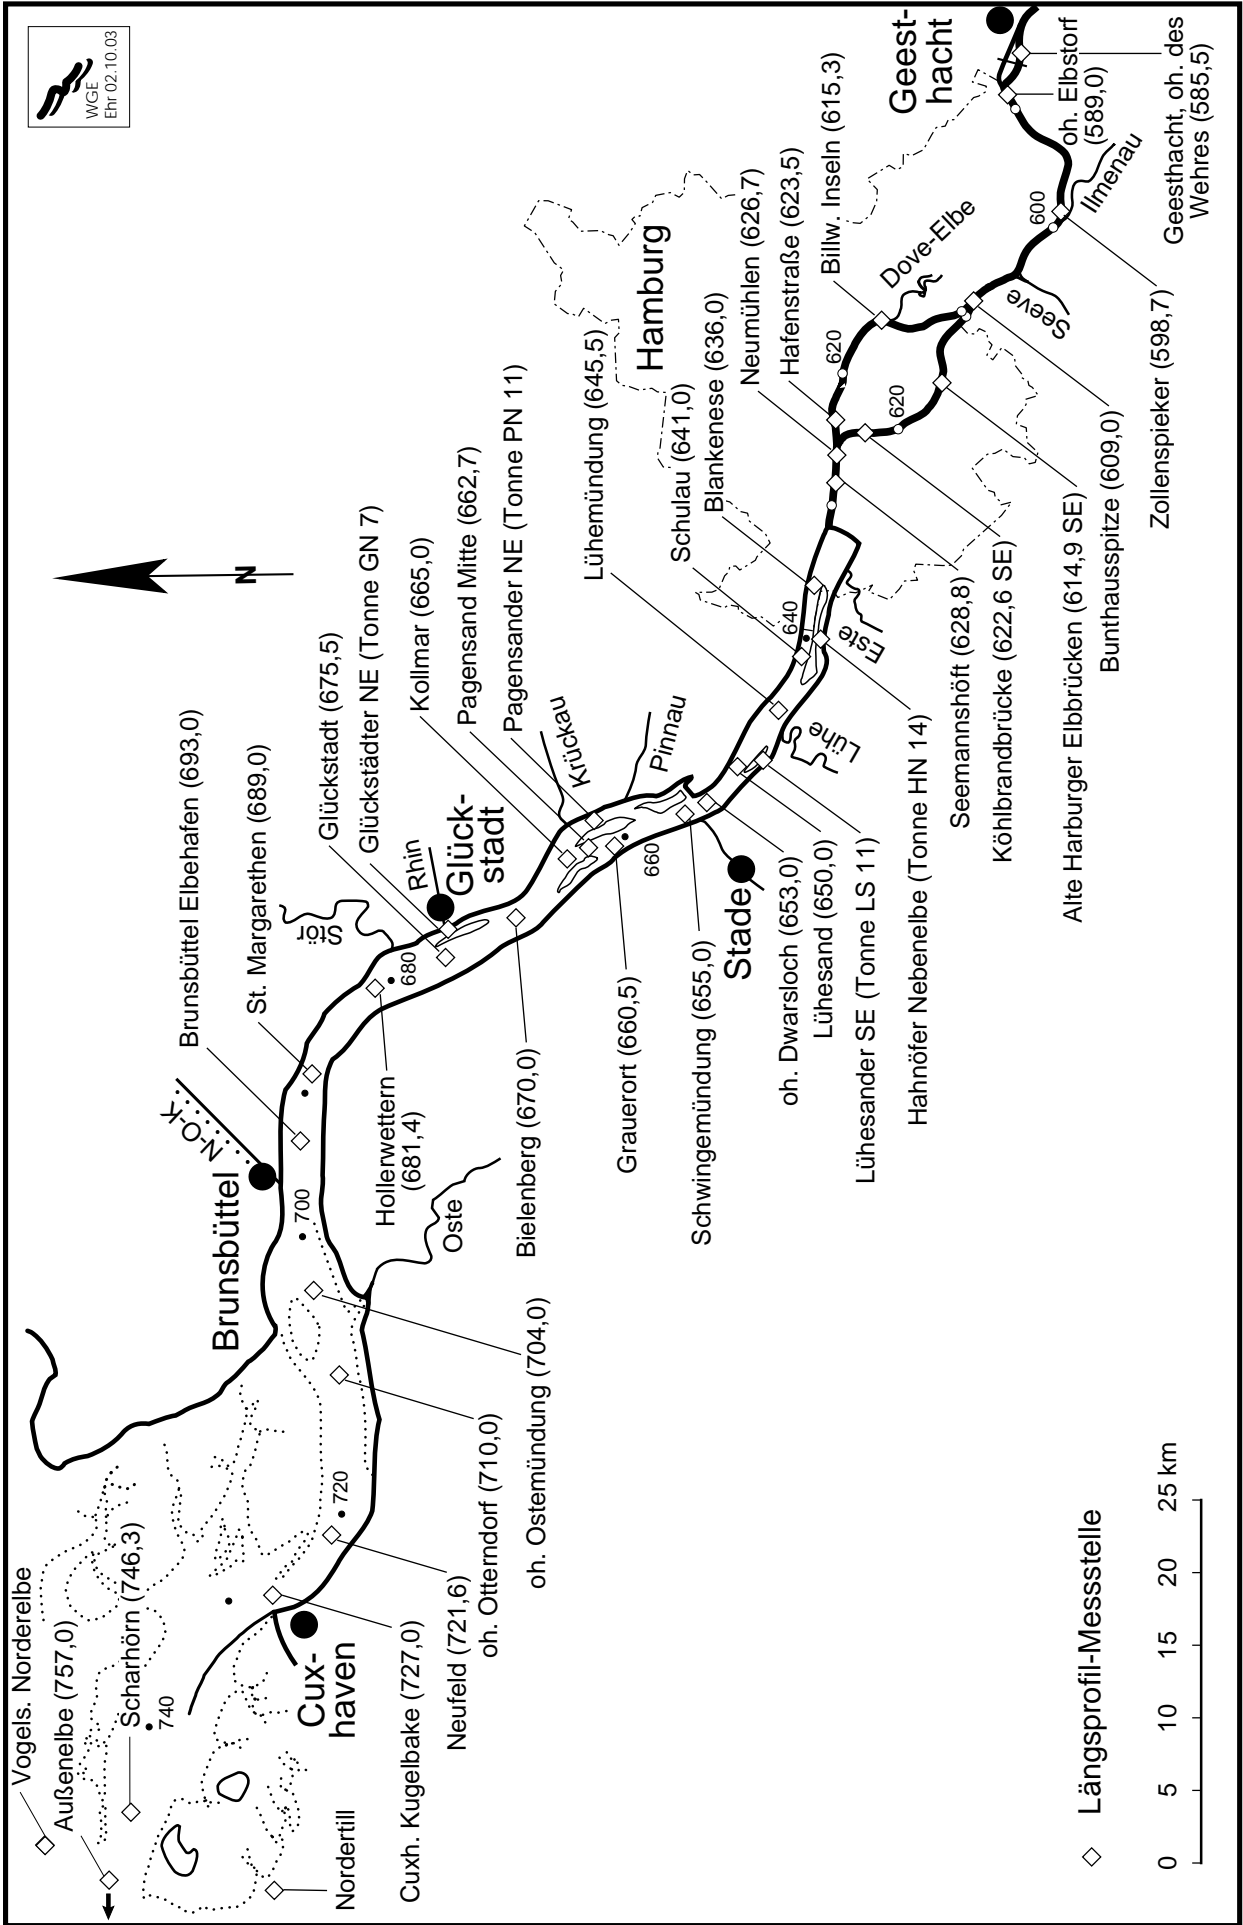 WGE
Ehr 02.10.03
N
Vogels. Norderelbe
Außenelbe (757,0)
Scharhörn (746,3)
740
Nordertill
Cux-
haven
Cuxh. Kugelbake (727,0)
Neufeld (721,6)
720
oh. Otterndorf (710,0)
oh. Ostemündung (704,0)
Oste
700
Brunsbüttel
N-O-K
Brunsbüttel Elbehafen (693,0)
St. Margarethen (689,0)
Hollerwettern
(681,4)
680
Stör
Glückstadt (675,5)
Glückstädter NE (Tonne GN 7)
Rhin
Glück-
stadt
Bielenberg (670,0)
Kollmar (665,0)
Pagensand Mitte (662,7)
Pagensander NE (Tonne PN 11)
Krückau
Pinnau
Grauerort (660,5)
660
Schwingemündung (655,0)
Stade
oh. Dwarsloch (653,0)
Lühesand (650,0)
Lühesander SE (Tonne LS 11)
Lühe
Lühemündung (645,5)
Schulau (641,0)
640
Hahnöfer Nebenelbe (Tonne HN 14)
Este
Blankenese (636,0)
Hamburg
Seemannshöft (628,8)
Neumühlen (626,7)
Hafenstraße (623,5)
Köhlbrandbrücke (622,6 SE)
620
620
Billw. Inseln (615,3)
Alte Harburger Elbbrücken (614,9 SE)
Dove-Elbe
Bunthausspitze (609,0)
Seeve
Zollenspieker (598,7)
600
Ilmenau
Geest-
hacht
oh. Elbstorf
(589,0)
Geesthacht, oh. des
Wehres (585,5)
Längsprofil-Messstelle
0 5 10 15 20 25 km